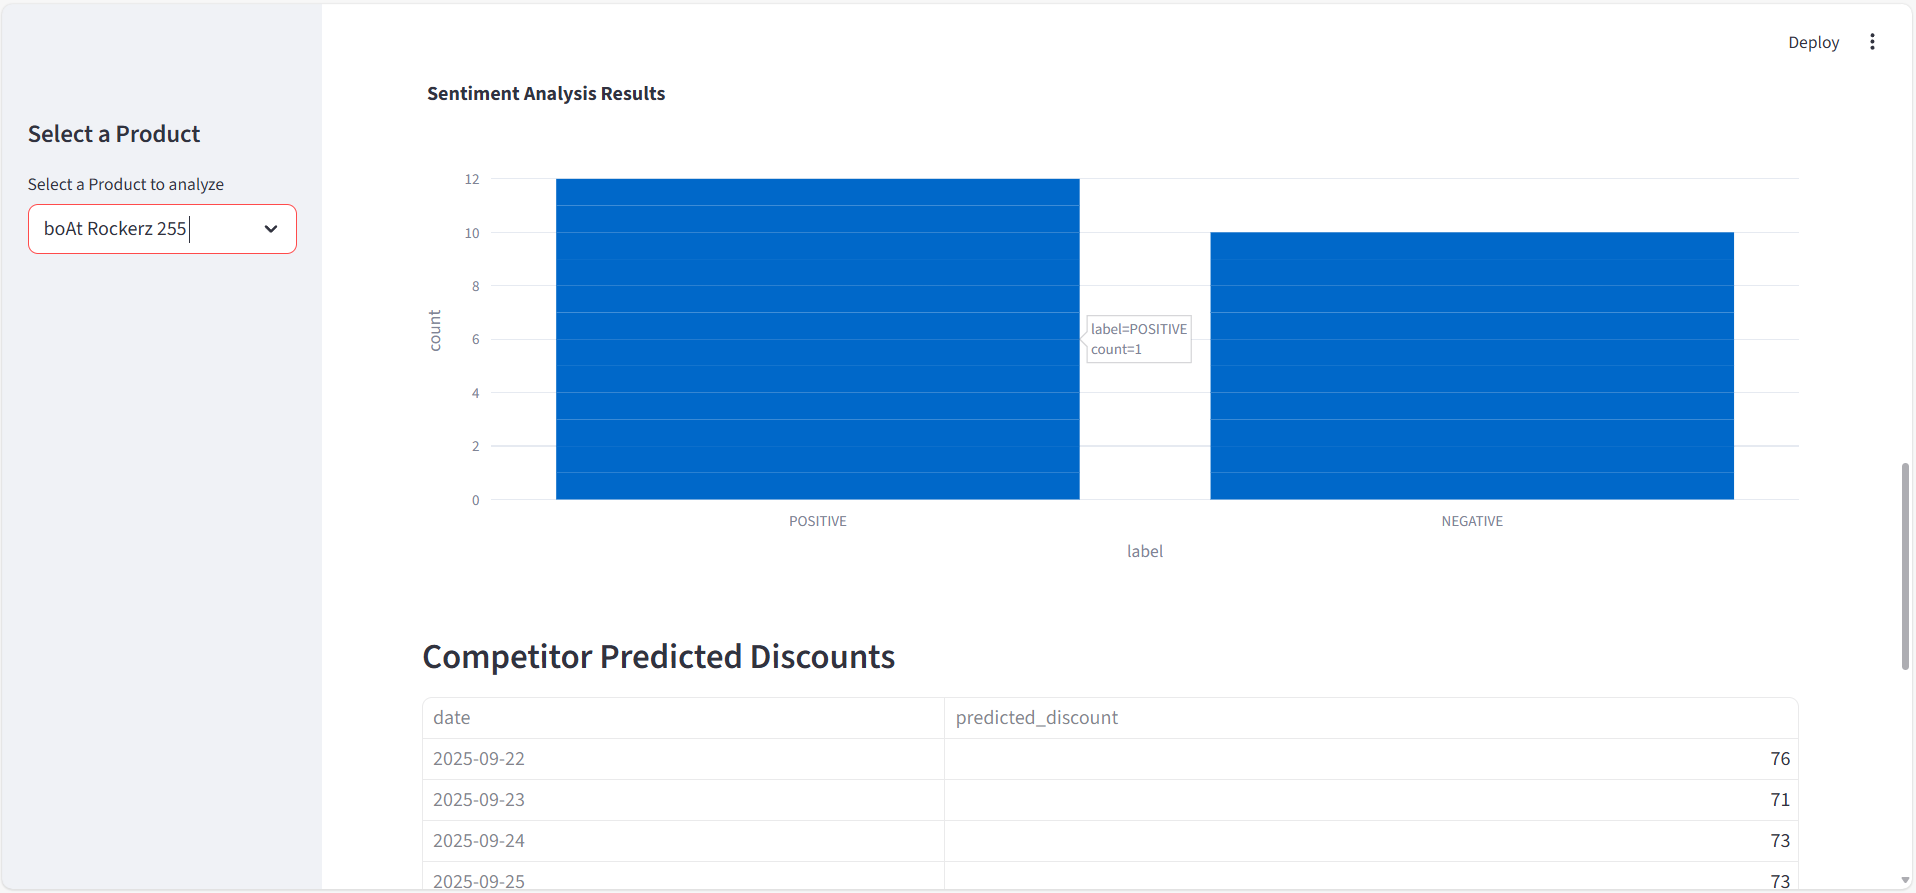 Deploy
Select a Product
Select a Product to analyze
boAt Rockerz 255
Sentiment Analysis Results
12
10
8
6
4
2
0
count
label=POSITIVE
count=1
POSITIVE
NEGATIVE
label
Competitor Predicted Discounts
date predicted_discount
2025-09-22 76
2025-09-23 71
2025-09-24 73
2025-09-25 73